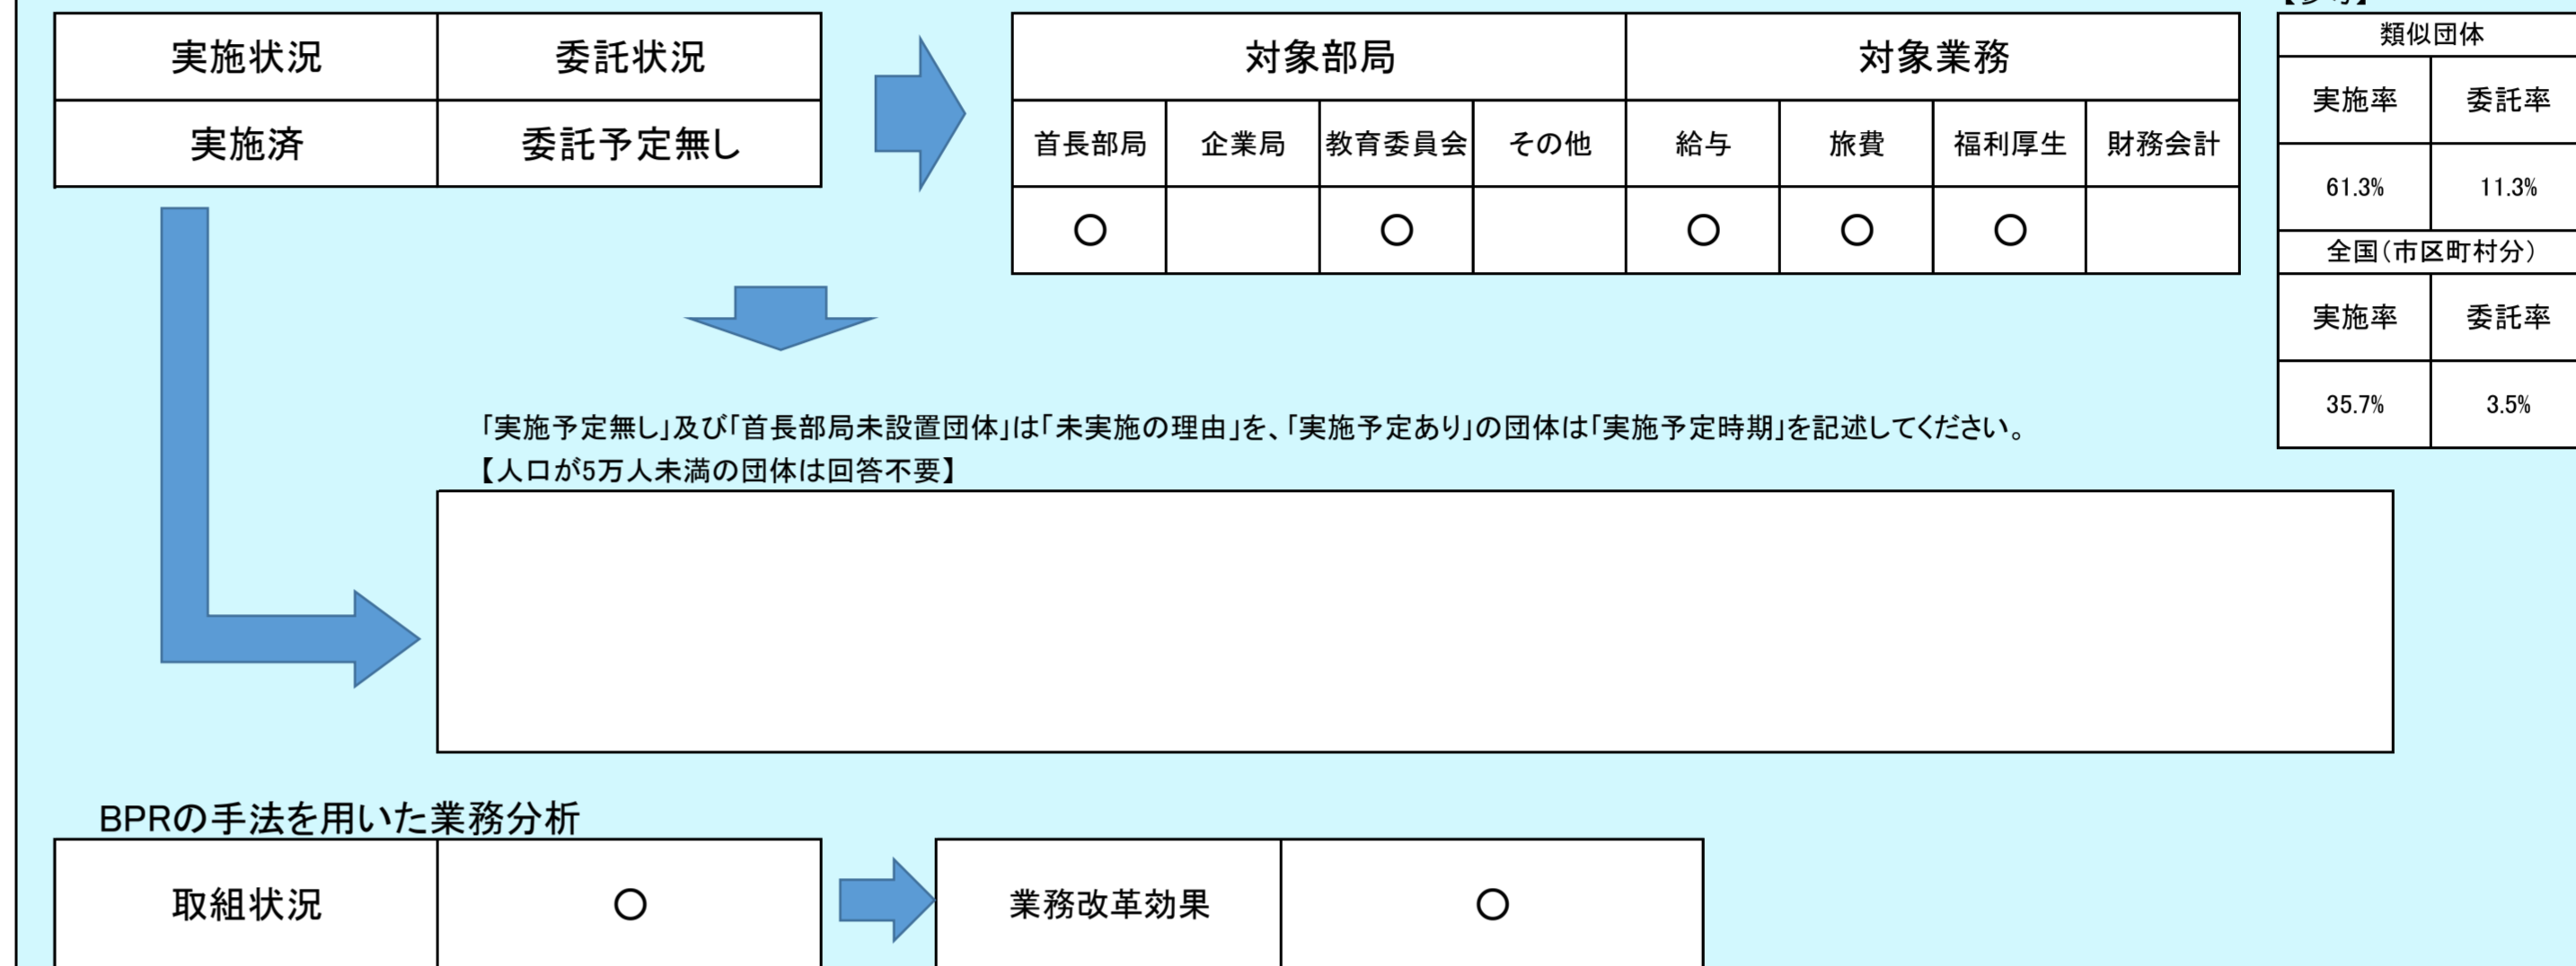 実施状況 委託状況
実施済 委託予定無し
対象部局 対象業務
首長部局 企業局 教育委員会 その他 給与 旅費 福利厚生 財務会計
○ ○ ○ ○ ○
類似団体
実施率 委託率
61.3% 11.3%
全国(市区町村分)
実施率 委託率
35.7% 3.5%
「実施予定無し」及び「首長部局未設置団体」は「未実施の理由」を、「実施予定あり」の団体は「実施予定時期」を記述してください。
【人口が5万人未満の団体は回答不要】
BPRの手法を用いた業務分析
取組状況 ○
業務改革効果 ○